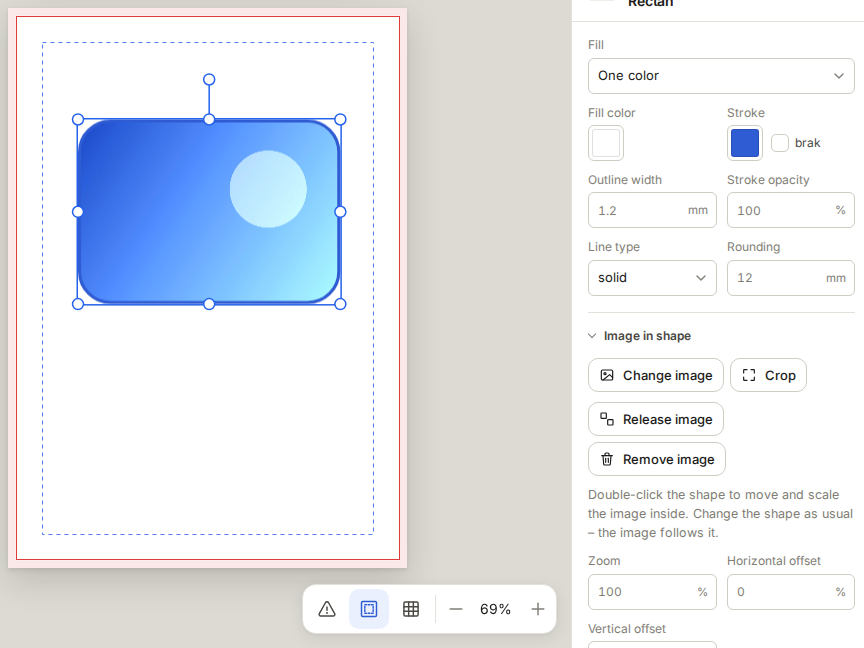 Rectan
Fill
One color
Fill color
Stroke
brak
Outline width
Stroke opacity
1.2 mm
100 %
Line type
Rounding
solid
12 mm
Image in shape
Change image
Crop
Release image
Remove image
Double-click the shape to move and scale
the image inside. Change the shape as usual
– the image follows it.
Zoom
Horizontal offset
100 %
0 %
Vertical offset
69%